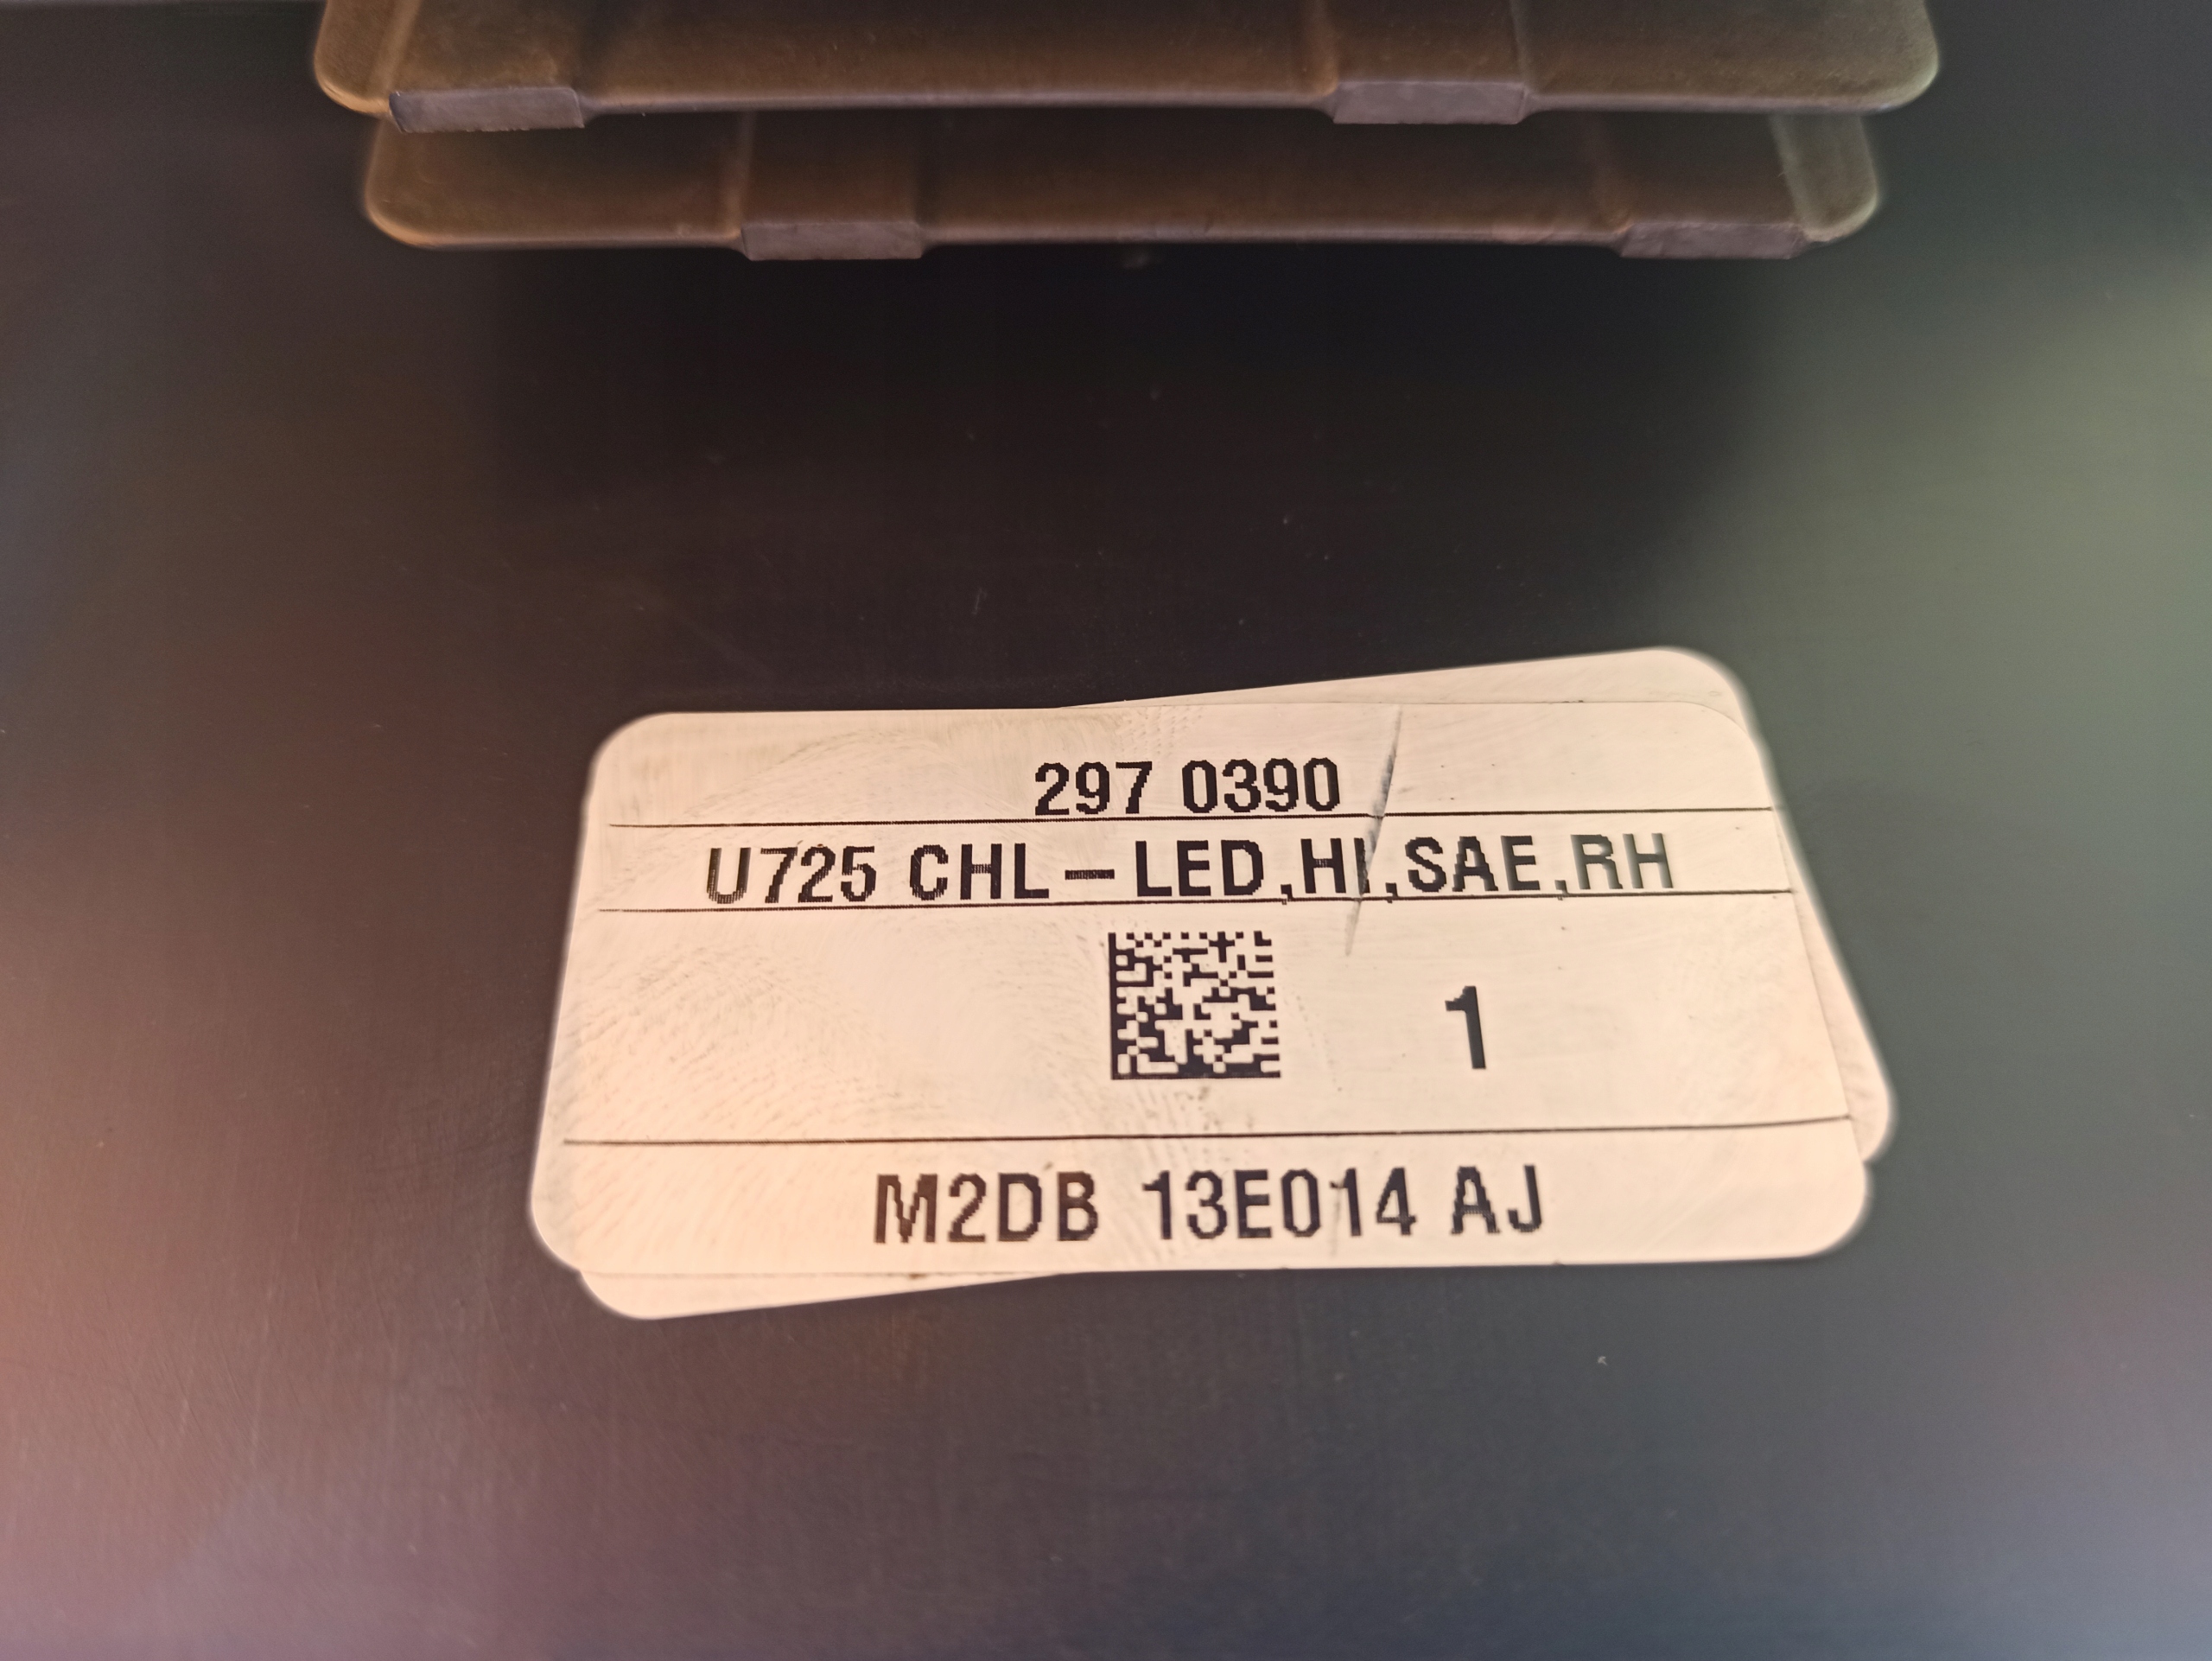 297 0390
U725 CHL-LED,HI,SAE,RH
1
M2DB 13E014 AJ